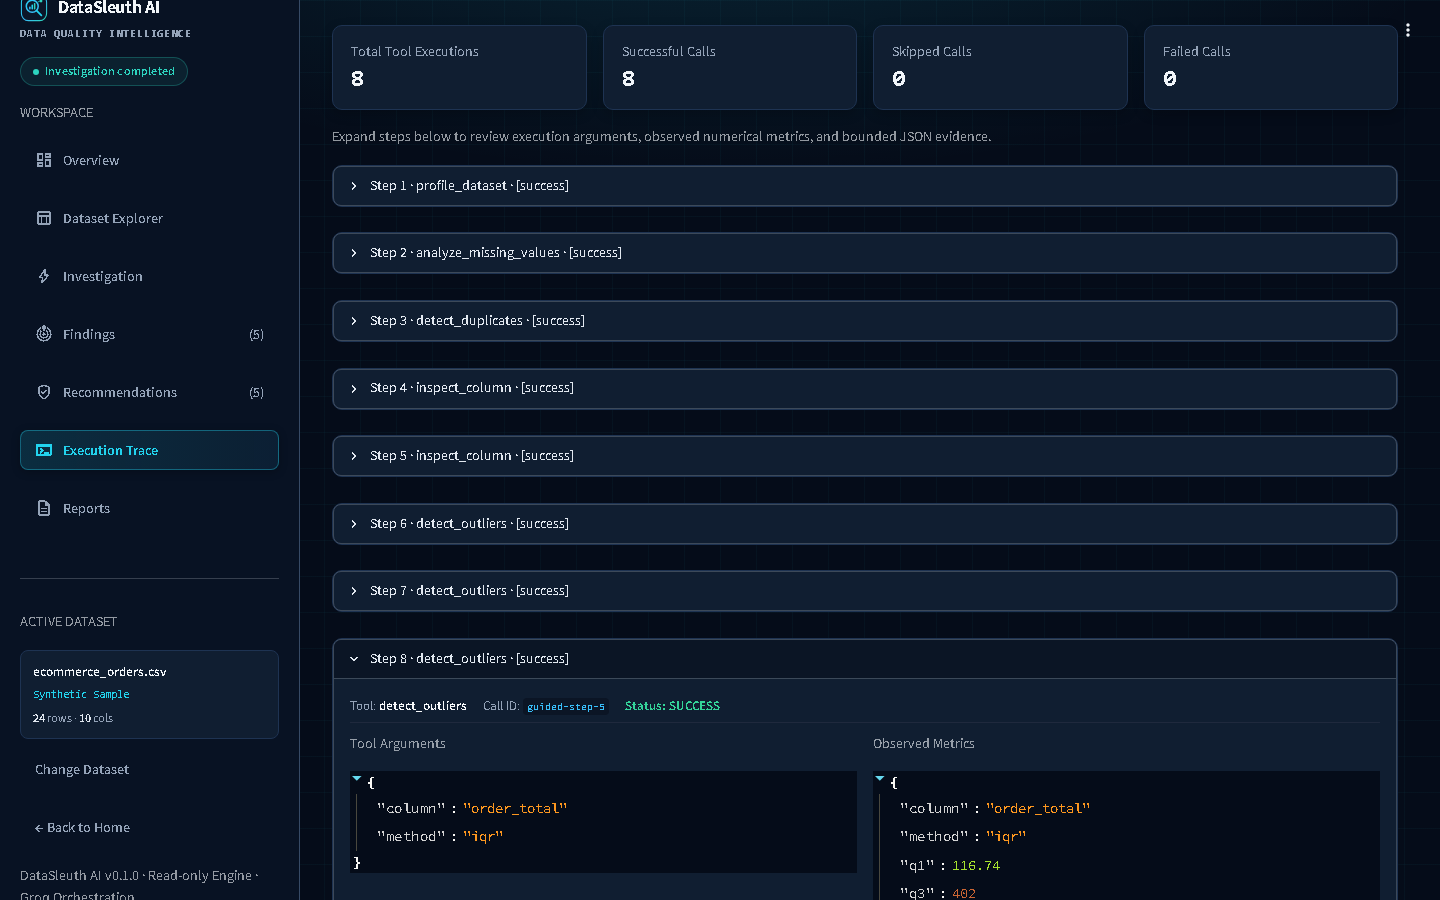 DataSleuth AI
DATA QUALITY INTELLIGENCE
Investigation completed
WORKSPACE
Overview
Dataset Explorer
Investigation
Findings (5)
Recommendations (5)
Execution Trace
Reports
ACTIVE DATASET
ecommerce_orders.csv
Synthetic Sample
24 rows · 10 cols
Change Dataset
← Back to Home
DataSleuth AI v0.1.0 · Read-only Engine ·
Groq Orchestration
Total Tool Executions
8
Successful Calls
8
Skipped Calls
0
Failed Calls
0
Expand steps below to review execution arguments, observed numerical metrics, and bounded JSON evidence.
Step 1 · profile_dataset · [success]
Step 2 · analyze_missing_values · [success]
Step 3 · detect_duplicates · [success]
Step 4 · inspect_column · [success]
Step 5 · inspect_column · [success]
Step 6 · detect_outliers · [success]
Step 7 · detect_outliers · [success]
Step 8 · detect_outliers · [success]
Tool: detect_outliers Call ID: guided-step-5 Status: SUCCESS
Tool Arguments
{
"column" : "order_total"
"method" : "iqr"
}
Observed Metrics
{
"column" : "order_total"
"method" : "iqr"
"q1" : 116.74
"q3" : 402